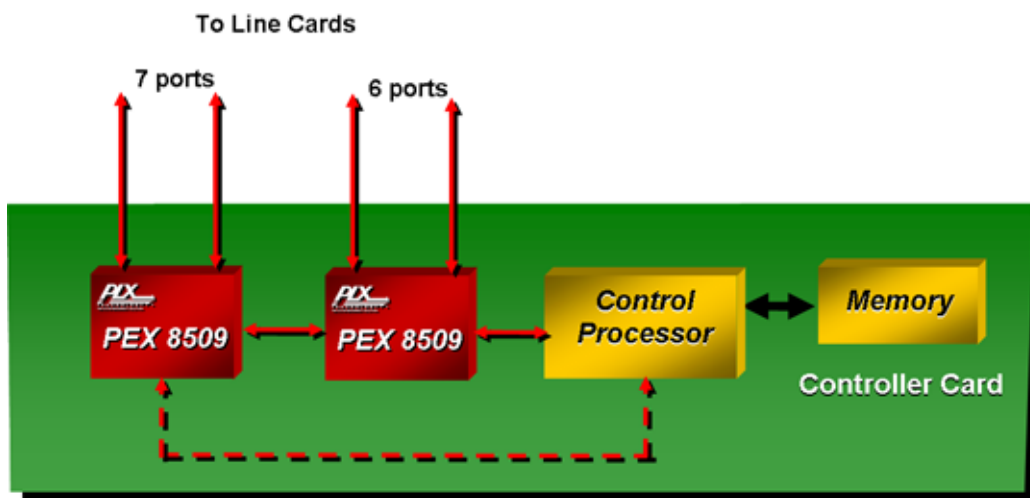 To Line Cards
7 ports
6 ports
PLX
PEX 8509
PLX
PEX 8509
Control
Processor
Memory
Controller Card